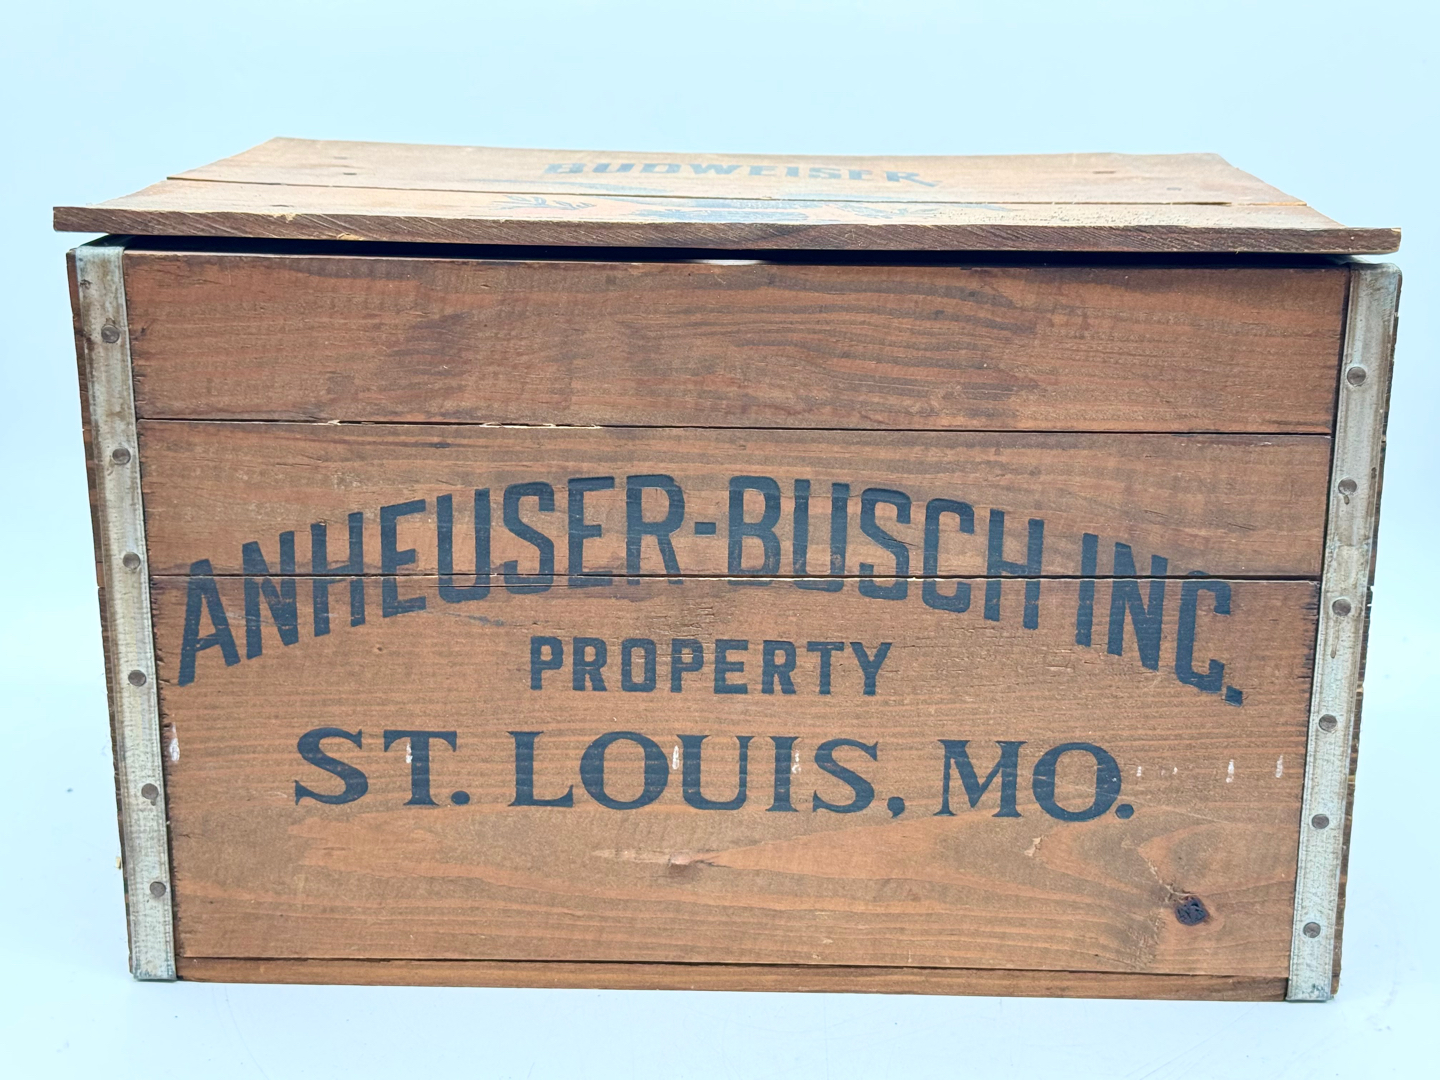 BUDWEISER
ANHEUSER-BUSCH INC.
PROPERTY
ST. LOUIS, MO.